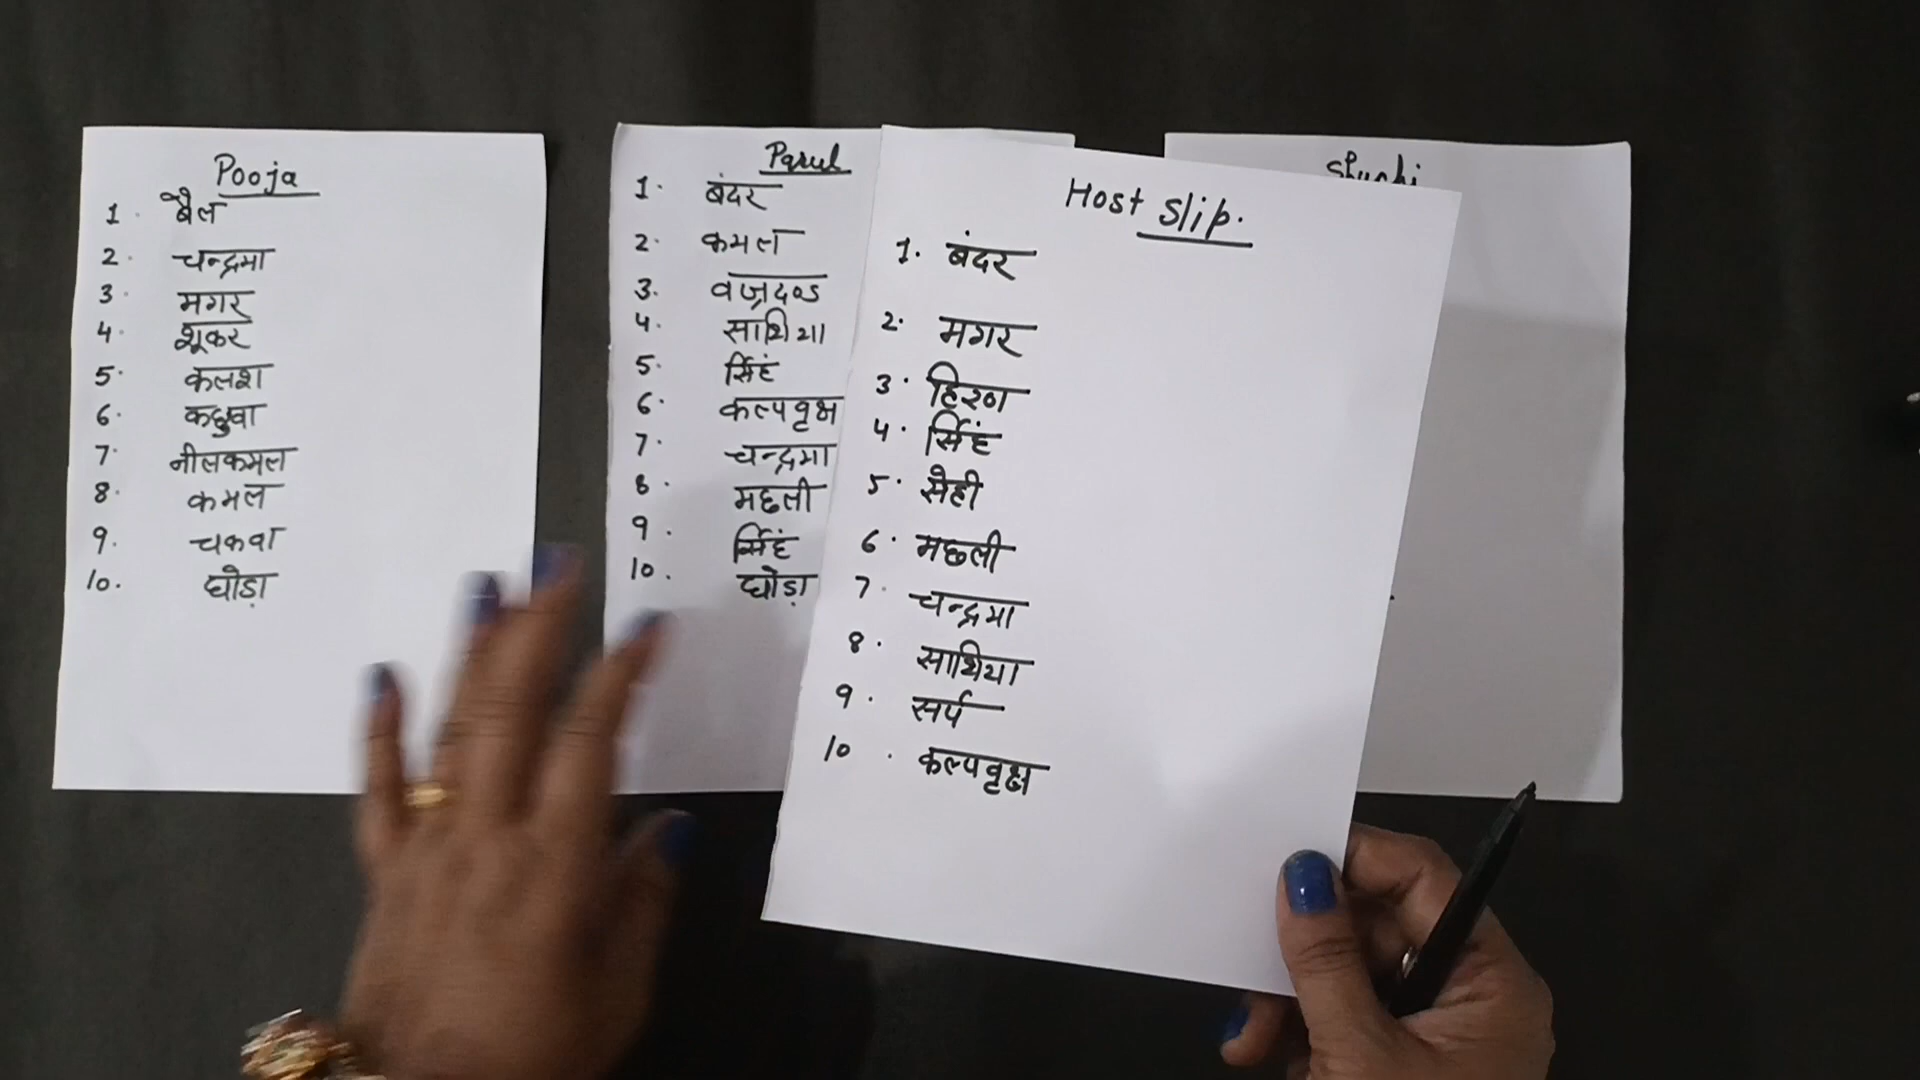 Pooja
1. बैल
2. चन्द्रमा
3. मगर
4. शूकर
5. कलश
6. कछुवा
7. नीलकमल
8. कमल
9. चकवा
10. घोड़ा
Parul
1. बंदर
2. कमल
3. वज्रदण्ड
4. साथिया
5. सिंह
6. कल्पवृक्ष
7. चन्द्रमा
8. मछली
9. सिंह
10. घोड़ा
Host Slip.
1. बंदर
2. मगर
3. हिरण
4. सिंह
5. सेही
6. मछली
7. चन्द्रमा
8. साथिया
9. सर्प
10. कल्पवृक्ष